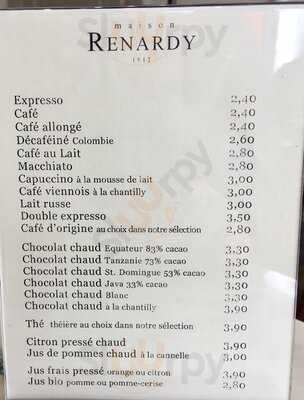 maison
RENARDY
1912
Expresso 2,40
Café 2,40
Café allongé 2,40
Décaféiné Colombie 2,60
Café au Lait 2,80
Macchiato 2,80
Capuccino à la mousse de lait 3,00
Café viennois à la chantilly 3,00
Lait russe 3,00
Double expresso 3,50
Café d'origine au choix dans notre sélection 2,80
Chocolat chaud Equateur 83% cacao 3,30
Chocolat chaud Tanzanie 73% cacao 3,30
Chocolat chaud St. Domingue 53% cacao 3,30
Chocolat chaud Java 33% cacao 3,30
Chocolat chaud Blanc 3,30
Chocolat chaud à la chantilly 3,90
Thé théière au choix dans notre sélection 3,90
Citron pressé chaud 3,90
Jus de pommes chaud à la cannelle 3,00
Jus frais pressé orange ou citron 3,90
Jus bio pomme ou pomme-cerise 2,80